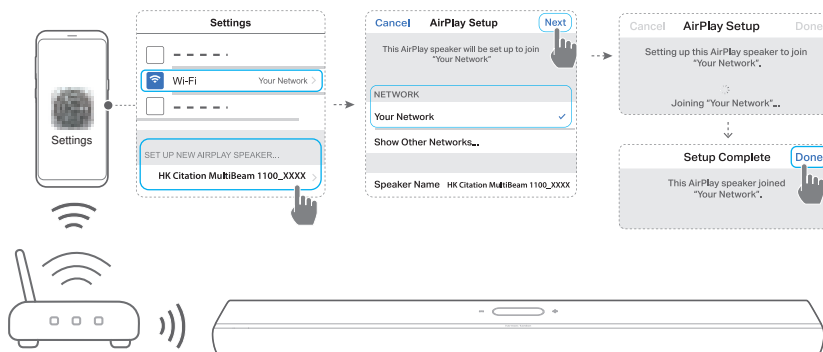 Settings
Settings
Wi-Fi Your Network
SET UP NEW AIRPLAY SPEAKER...
HK Citation MultiBeam 1100_XXXX
Cancel AirPlay Setup Next
This AirPlay speaker will be set up to join
"Your Network"
NETWORK
Your Network
Show Other Networks...
Speaker Name HK Citation MultiBeam 1100_XXXX
Cancel AirPlay Setup Done
Setting up this AirPlay speaker to join
"Your Network".
Joining "Your Network"...
Setup Complete Done
This AirPlay speaker joined
"Your Network".